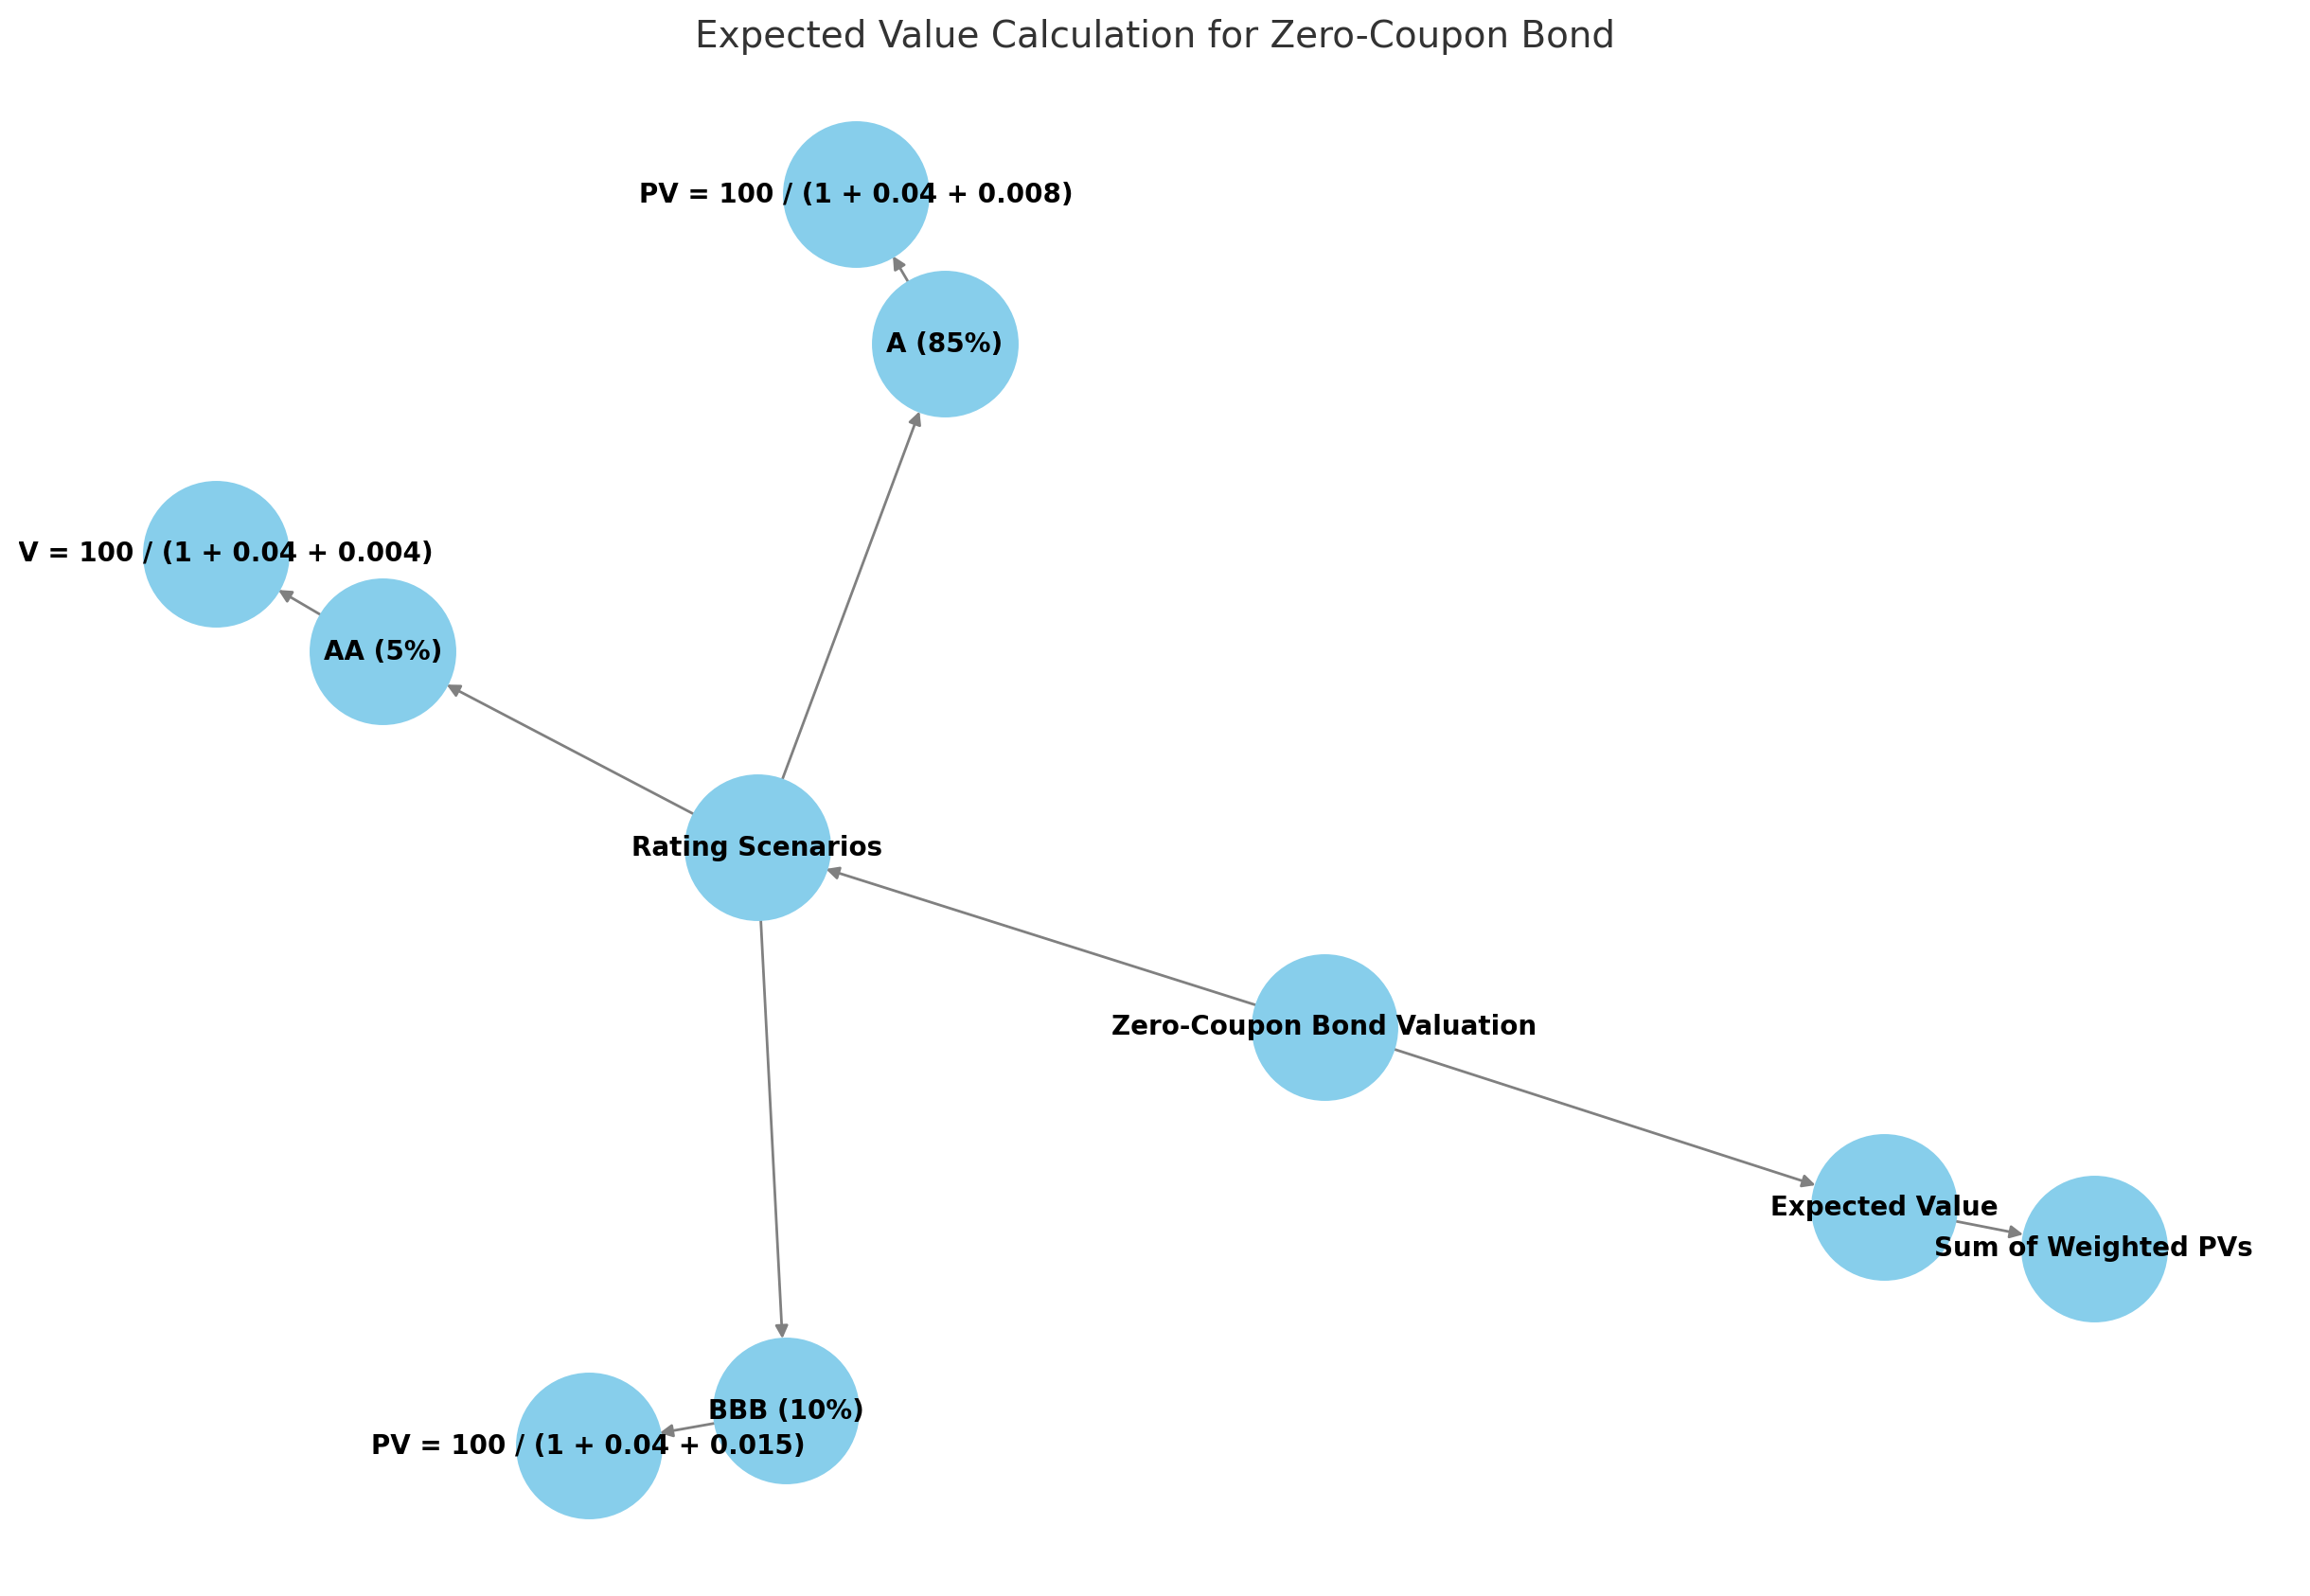 Expected Value Calculation for Zero-Coupon Bond
PV = 100 / (1 + 0.04 + 0.008)
A (85%)
V = 100 / (1 + 0.04 + 0.004)
AA (5%)
Rating Scenarios
Zero-Coupon Bond Valuation
Expected Value
Sum of Weighted PVs
BBB (10%)
PV = 100 / (1 + 0.04 + 0.015)